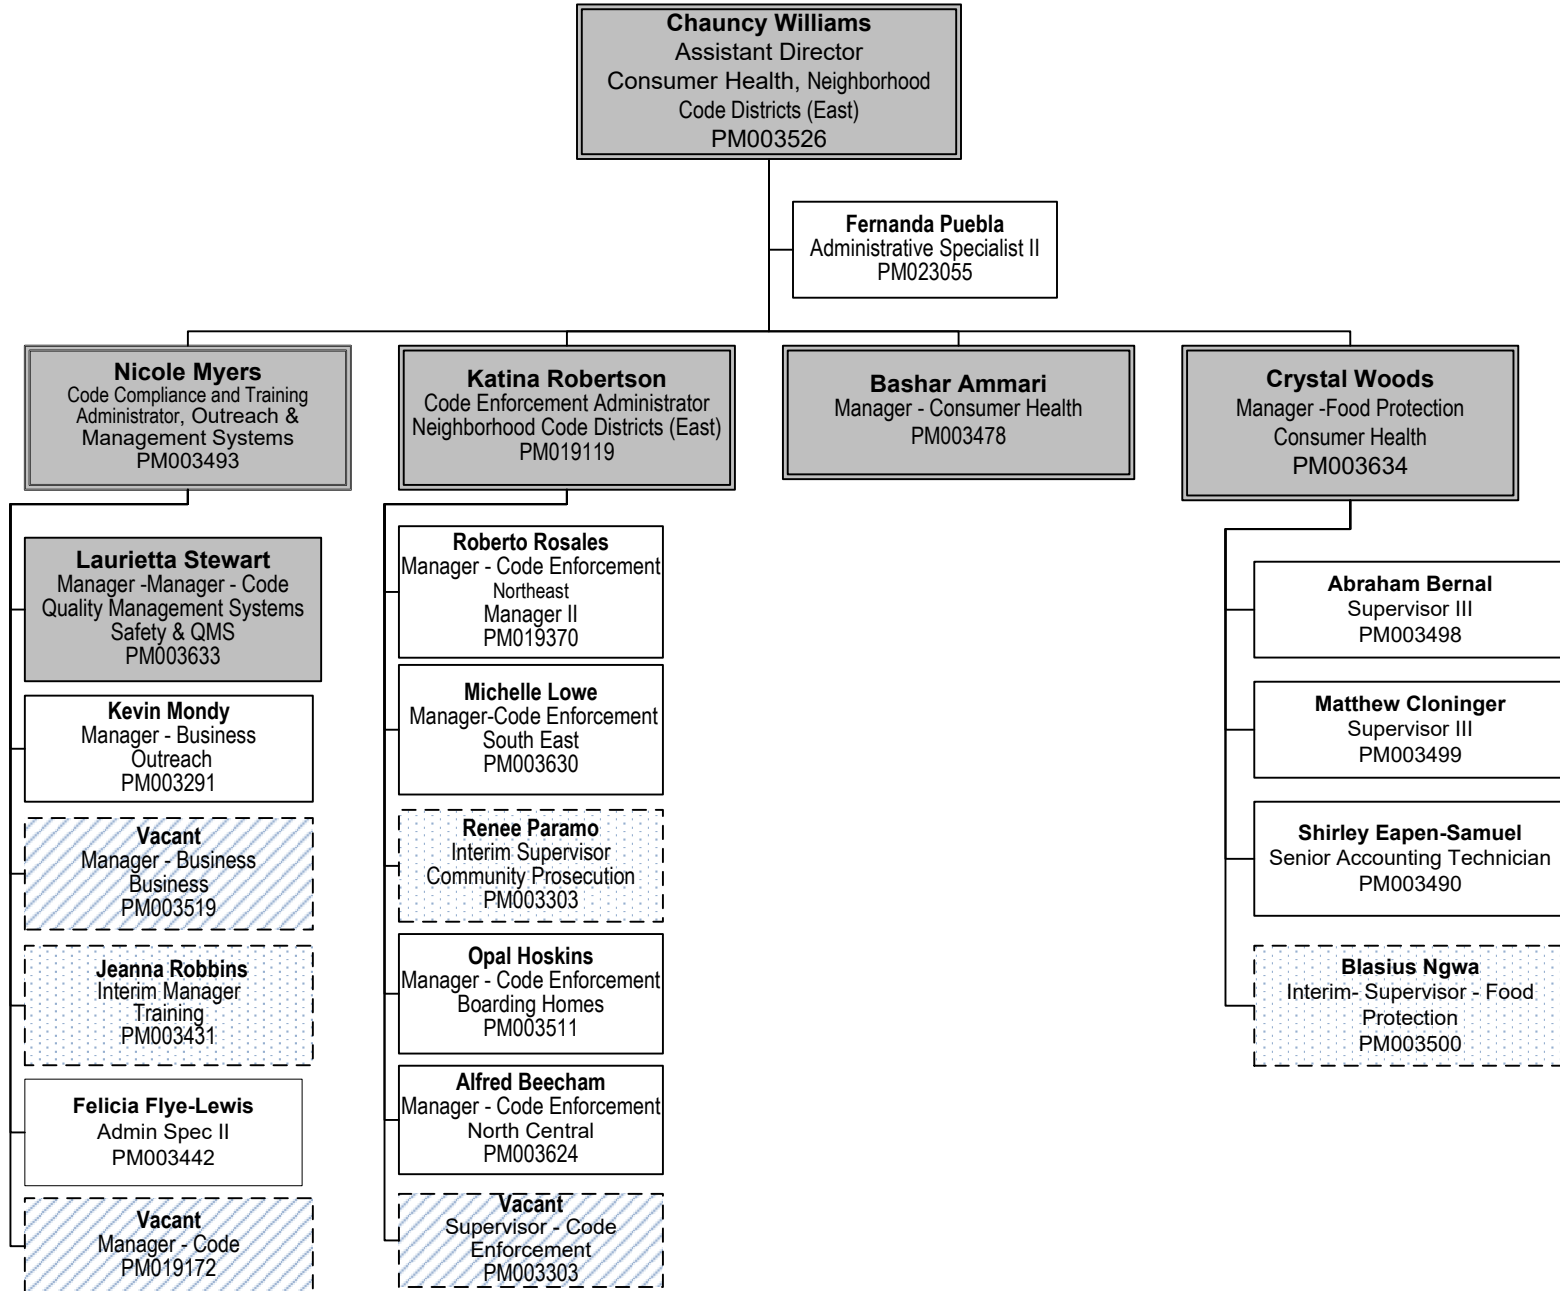 Chauncy Williams
Assistant Director
Consumer Health, Neighborhood
Code Districts (East)
PM003526
Fernanda Puebla
Administrative Specialist II
PM023055
Nicole Myers
Code Compliance and Training
Administrator, Outreach &
Management Systems
PM003493
Katina Robertson
Code Enforcement Administrator
Neighborhood Code Districts (East)
PM019119
Bashar Ammari
Manager - Consumer Health
PM003478
Crystal Woods
Manager -Food Protection
Consumer Health
PM003634
Laurietta Stewart
Manager -Manager - Code
Quality Management Systems
Safety & QMS
PM003633
Kevin Mondy
Manager - Business
Outreach
PM003291
Vacant
Manager - Business
Business
PM003519
Jeanna Robbins
Interim Manager
Training
PM003431
Felicia Flye-Lewis
Admin Spec II
PM003442
Vacant
Manager - Code
PM019172
Roberto Rosales
Manager - Code Enforcement
Northeast
Manager II
PM019370
Michelle Lowe
Manager-Code Enforcement
South East
PM003630
Renee Paramo
Interim Supervisor
Community Prosecution
PM003303
Opal Hoskins
Manager - Code Enforcement
Boarding Homes
PM003511
Alfred Beecham
Manager - Code Enforcement
North Central
PM003624
Vacant
Supervisor - Code
Enforcement
PM003303
Abraham Bernal
Supervisor III
PM003498
Matthew Cloninger
Supervisor III
PM003499
Shirley Eapen-Samuel
Senior Accounting Technician
PM003490
Blasius Ngwa
Interim- Supervisor - Food
Protection
PM003500